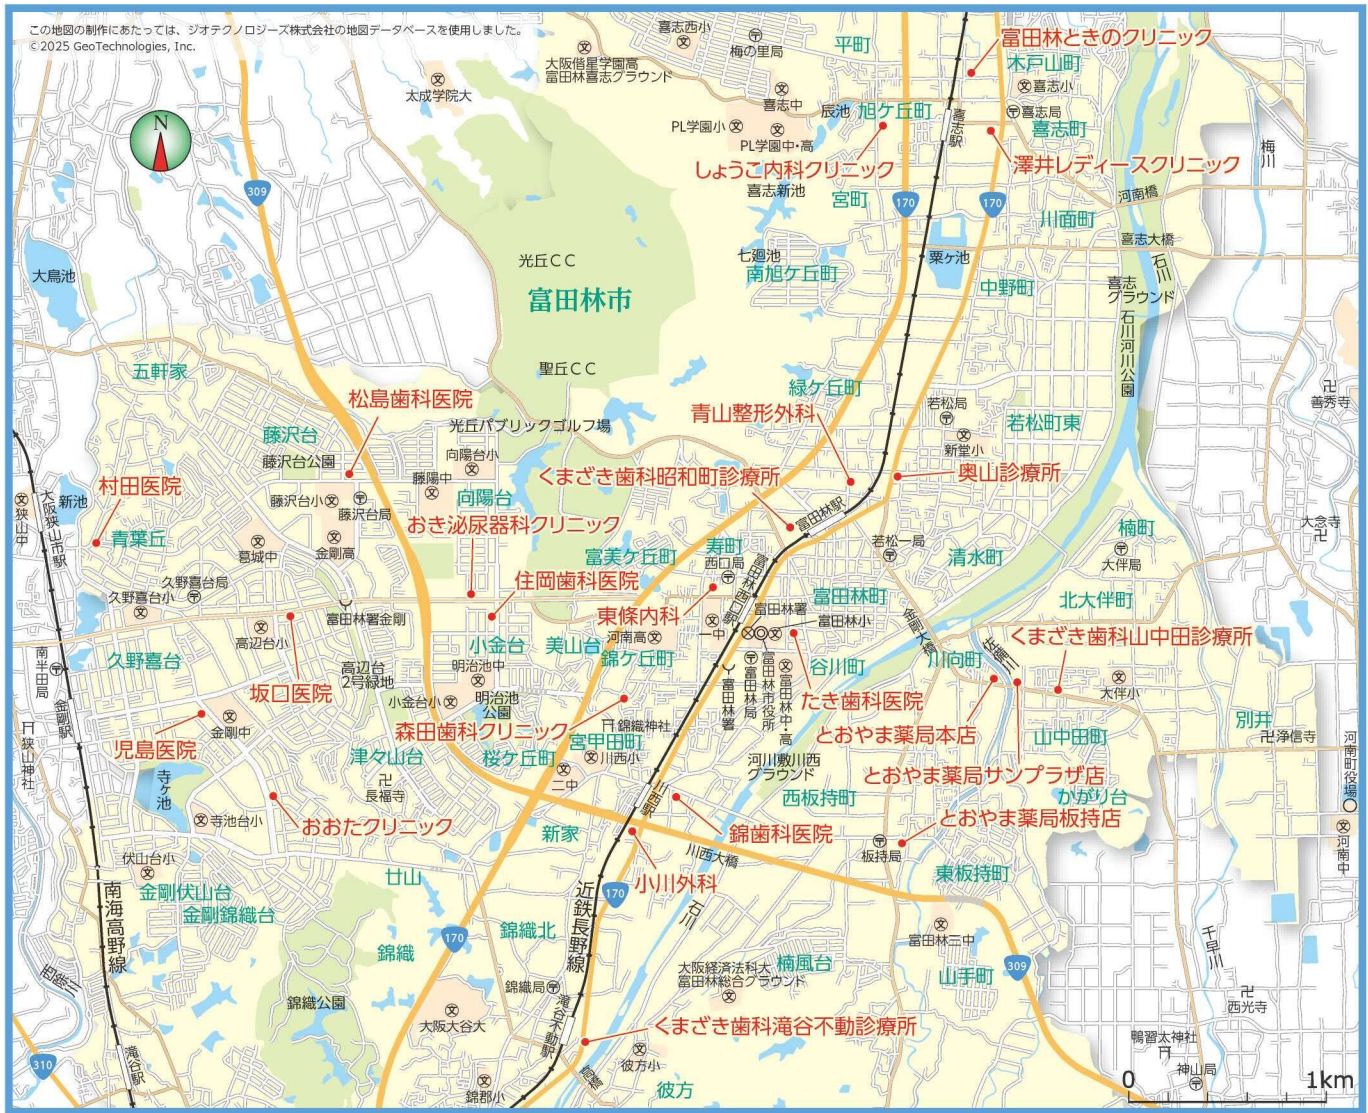 この地図の制作にあたっては、ジオテクノロジーズ株式会社の地図データベースを使用しました。
©2025 GeoTechnologies, Inc.
N
大阪偕星学園高
富田林喜志グラウンド
喜志西小
梅の里局
平町
富田林ときのクリニック
木戸山町
太成学院大
喜志中
辰池
旭ケ丘町
喜志駅
喜志小
喜志局
喜志町
PL学園小
PL学園中・高
しょうこ内科クリニック
澤井レディースクリニック
梅川
喜志新池
宮町
309
170
170
河南橋
川面町
喜志大橋
大鳥池
光丘CC
七廻池
南旭ケ丘町
粟ヶ池
石川
富田林市
中野町
喜志
グラウンド
石川河川公園
五軒家
聖丘CC
緑ケ丘町
卍
善秀寺
松島歯科医院
青山整形外科
若松局
若松町東
藤沢台
光丘パブリックゴルフ場
新堂小
藤沢台公園
向陽台小
藤陽中
くまざき歯科昭和町診療所
奥山診療所
村田医院
新池
狭山中
大阪狭山市駅
藤沢台小
藤沢台局
向陽台
富田林駅
大念寺
卍
楠町
おき泌尿器科クリニック
青葉丘
葛城中
金剛高
富美ケ丘町
寿町
西口局
若松一局
清水町
大伴局
久野喜台局
久野喜台小
住岡歯科医院
富田林西口駅
富田林町
北大伴町
富田林署金剛
東條内科
富田林署
富田林小
金剛大橋
高辺台小
小金台
美山台
河南高
一中
佐備川
くまざき歯科山中田診療所
南半田局
金剛駅
久野喜台
高辺台
2号緑地
明治池中
錦ケ丘町
谷川町
川向町
富田林署
富田林局
富田林市役所
富田林中・高
坂口医院
小金台小
明治池
公園
たき歯科医院
大伴小
児島医院
金剛中
森田歯科クリニック
錦織神社
とおやま薬局本店
別井
卍浄信寺
狭山神社
津々山台
桜ケ丘町
宮甲田町
川西小
山中田町
河南町役場
寺ヶ池
卍
長福寺
二中
河川敷川西
グラウンド
とおやま薬局サンプラザ店
川西駅
西板持町
かがり台
おおたクリニック
寺池台小
新家
錦歯科医院
とおやま薬局板持店
河南中
伏山台小
川西大橋
板持局
金剛伏山台
廿山
小川外科
東板持町
金剛錦織台
170
石川
南海高野線
近鉄長野線
錦織
170
錦織北
富田林三中
千早川
西除川
大阪経済法科大
富田林総合グラウンド
楠風台
山手町
309
錦織局
錦織公園
大阪大谷大
滝谷不動駅
卍
西光寺
くまざき歯科滝谷不動診療所
鴨習太神社
310
滝谷駅
彼方小
神山局
錦郡小
彼方
0
1km